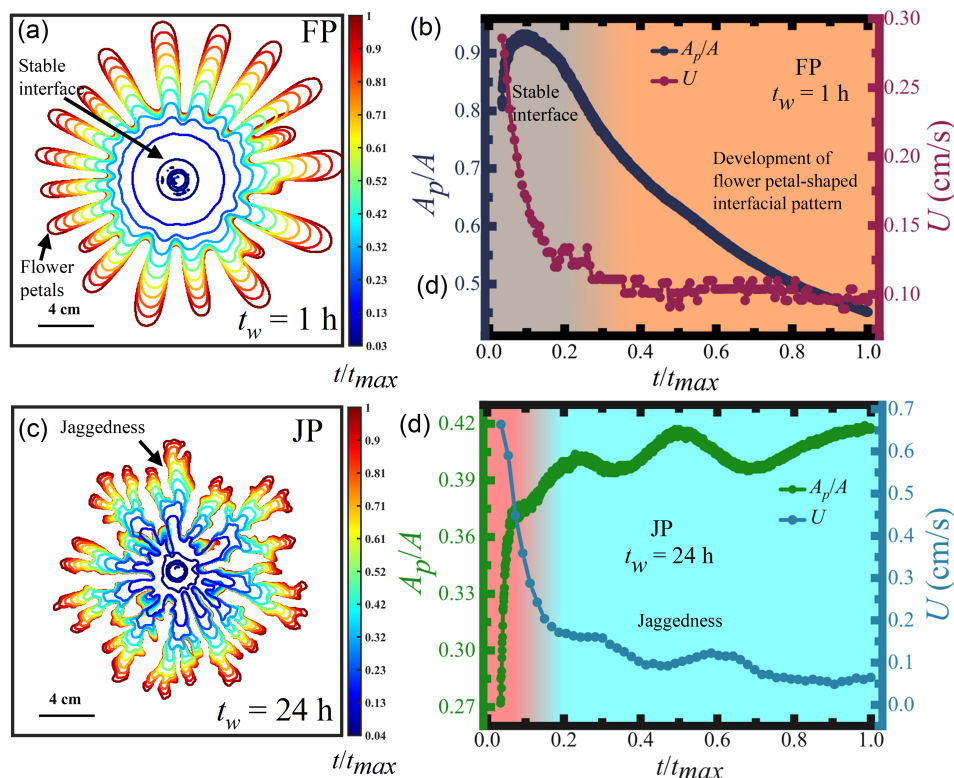 (a)
FP
Stable
interface
Flower
petals
4 cm
t_w = 1 h
1
0.9
0.81
0.71
0.61
0.52
0.42
0.32
0.23
0.13
0.03
t/t_max
(b)
A_p/A
U
FP
t_w = 1 h
Stable
interface
Development of
flower petal-shaped
interfacial pattern
(d)
0.9
0.8
0.7
0.6
0.5
A_p/A
0.30
0.25
0.20
0.15
0.10
U (cm/s)
0.0 0.2 0.4 0.6 0.8 1.0
t/t_max
(c)
JP
Jaggedness
4 cm
t_w = 24 h
1
0.9
0.81
0.71
0.61
0.52
0.42
0.32
0.23
0.14
0.04
t/t_max
(d)
A_p/A
U
JP
t_w = 24 h
Jaggedness
0.42
0.39
0.36
0.33
0.30
0.27
A_p/A
0.7
0.6
0.5
0.4
0.3
0.2
0.1
0.0
U (cm/s)
0.0 0.2 0.4 0.6 0.8 1.0
t/t_max